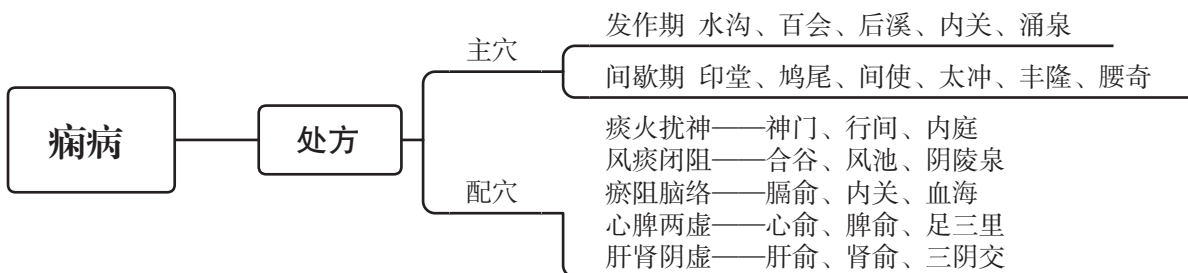 痫病
处方
主穴
发作期 水沟、百会、后溪、内关、涌泉
间歇期 印堂、鸠尾、间使、太冲、丰隆、腰奇
配穴
痰火扰神——神门、行间、内庭
风痰闭阻——合谷、风池、阴陵泉
瘀阻脑络——膈俞、内关、血海
心脾两虚——心俞、脾俞、足三里
肝肾阴虚——肝俞、肾俞、三阴交